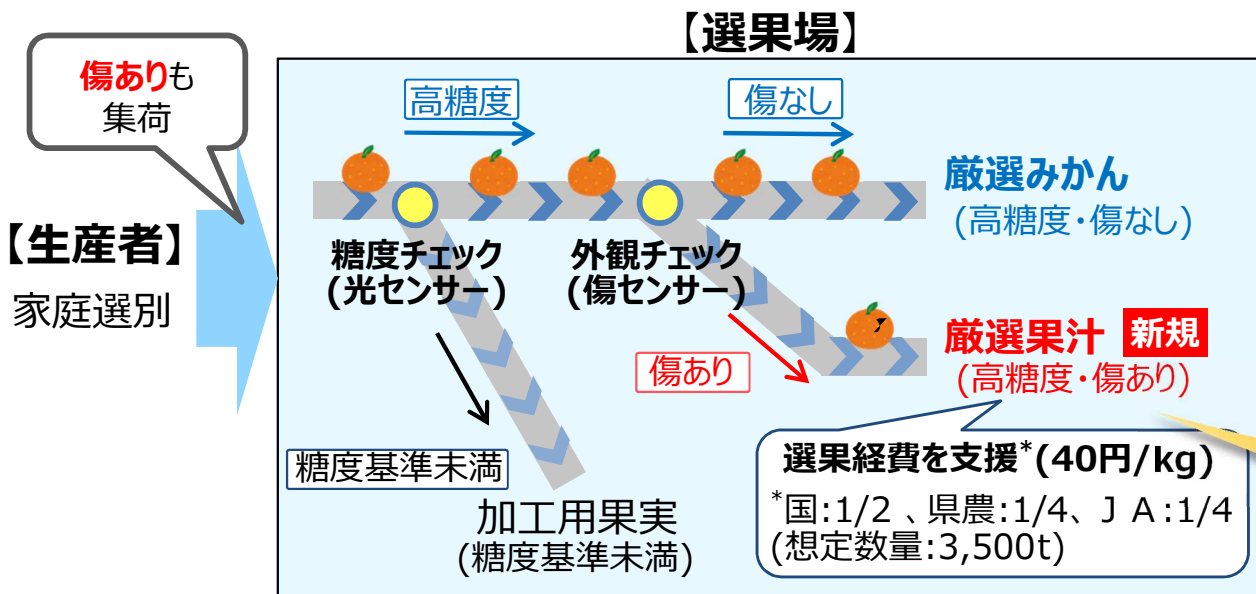 【選果場】
傷ありも
集荷
高糖度
傷なし
厳選みかん
(高糖度・傷なし)
【生産者】
家庭選別
糖度チェック
(光センサー)
外観チェック
(傷センサー)
厳選果汁 新規
(高糖度・傷あり)
傷あり
糖度基準未満
加工用果実
(糖度基準未満)
選果経費を支援*(40円/kg)
*国:1/2 、県農:1/4、ＪＡ:1/4
(想定数量:3,500t)